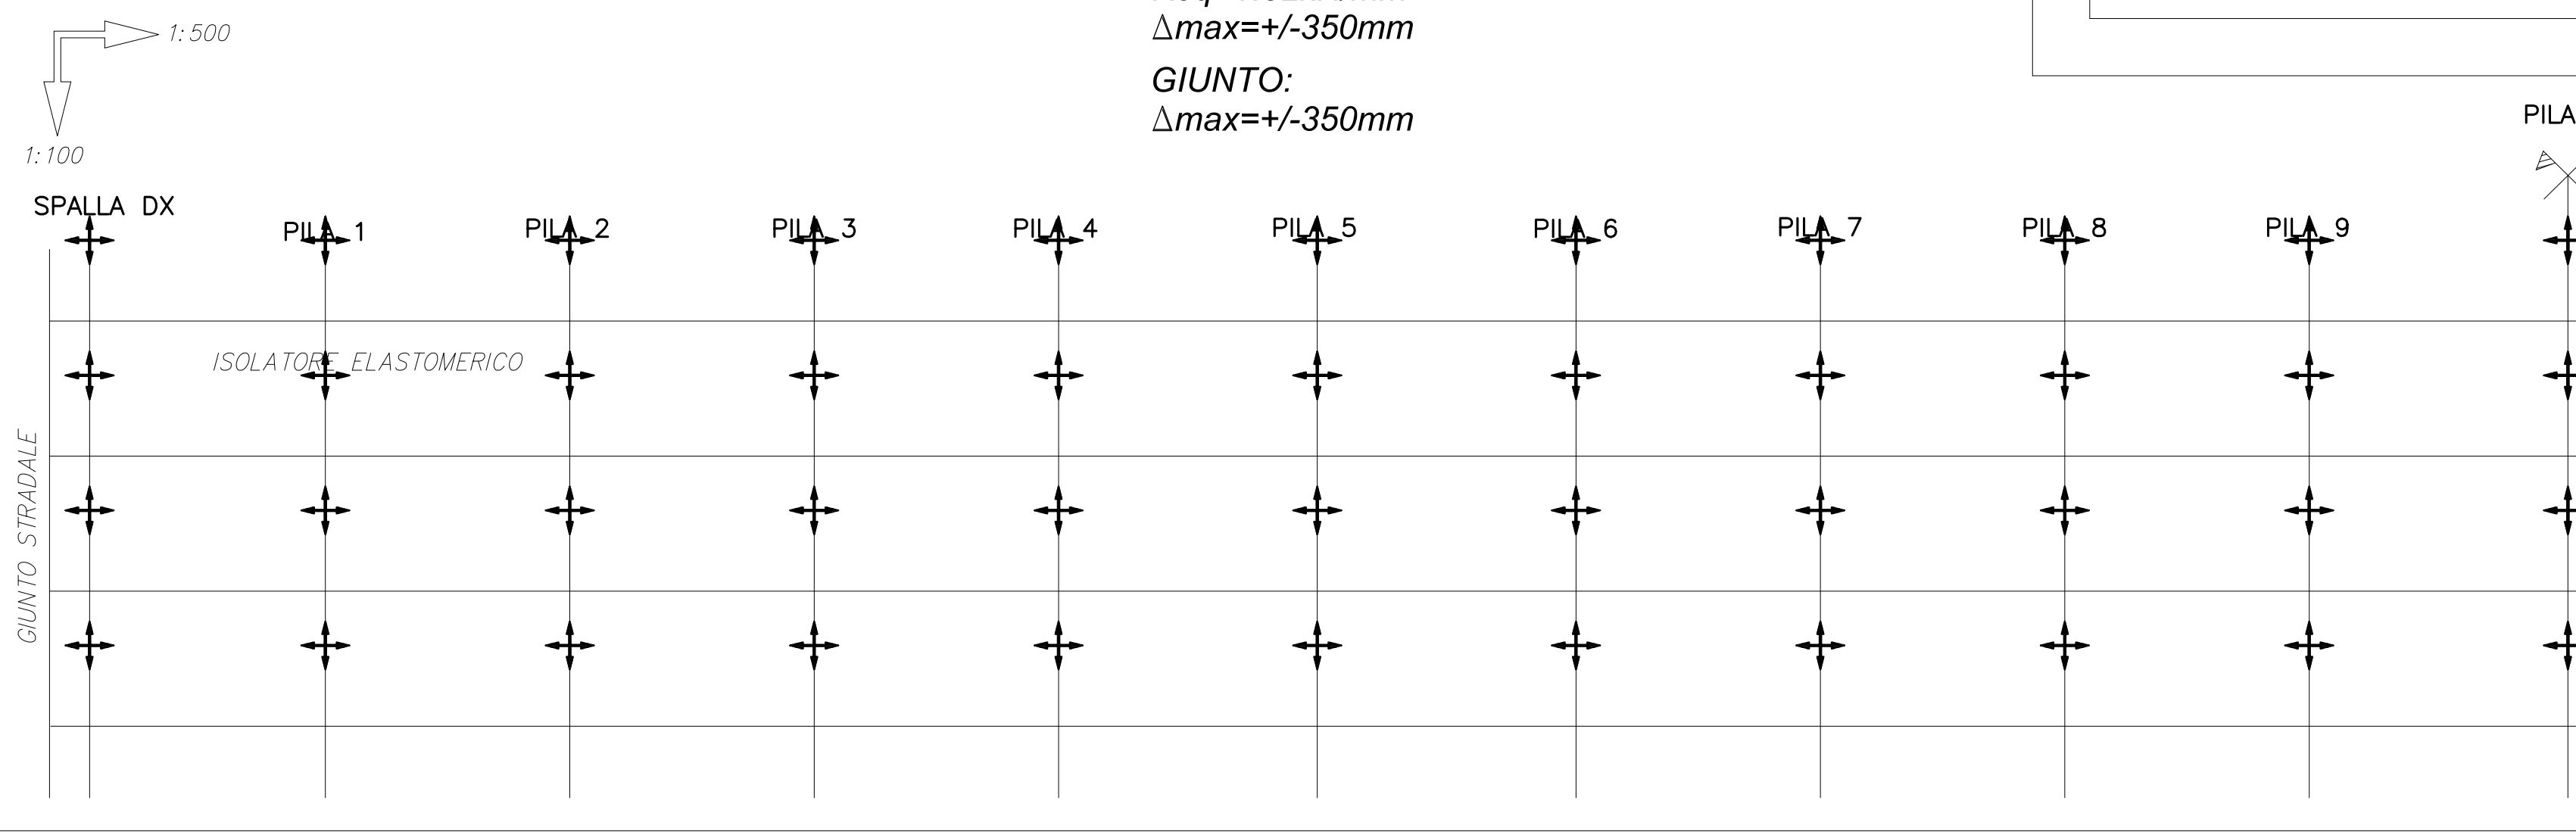 1:500
Δmax=+/-350mm
GIUNTO:
Δmax=+/-350mm
1:100
PILA
SPALLA DX
PILA 1
PILA 2
PILA 3
PILA 4
PILA 5
PILA 6
PILA 7
PILA 8
PILA 9
ISOLATORE ELASTOMERICO
GIUNTO STRADALE